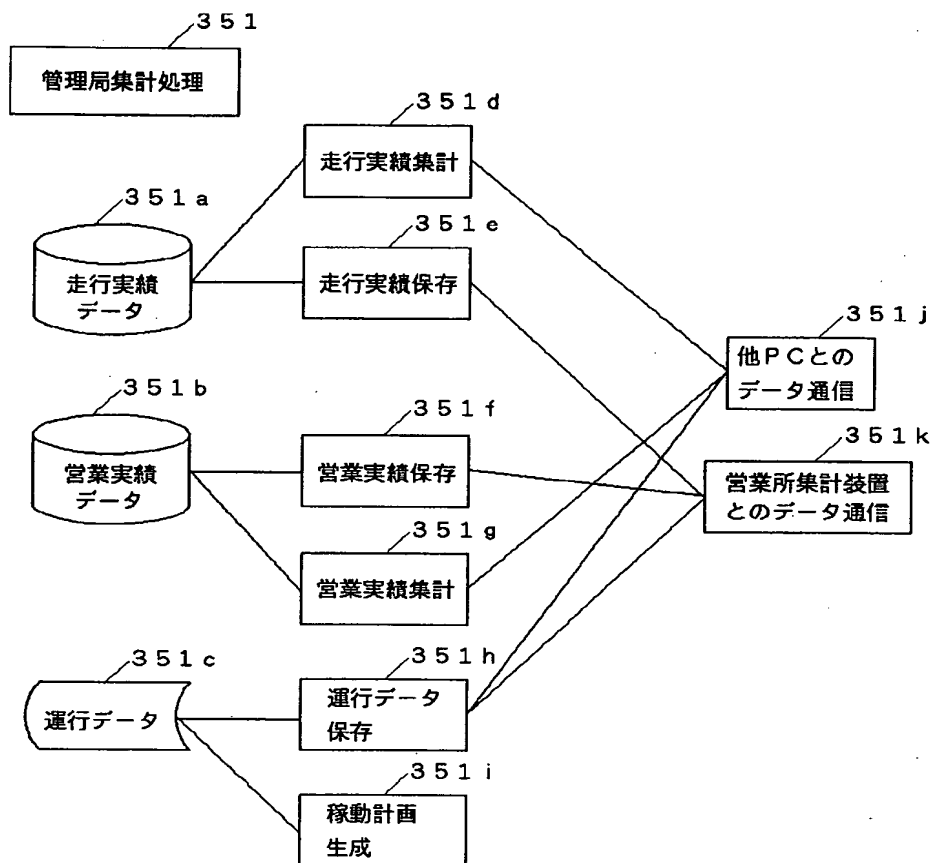 ３５１
管理局集計処理
３５１ｄ
走行実績集計
３５１ａ
走行実績
データ
３５１ｅ
走行実績保存
３５１ｊ
他ＰＣとの
データ通信
３５１ｂ
営業実績
データ
３５１ｆ
営業実績保存
３５１ｋ
営業所集計装置
とのデータ通信
３５１ｇ
営業実績集計
３５１ｃ
運行データ
３５１ｈ
運行データ
保存
３５１ｉ
稼動計画
生成